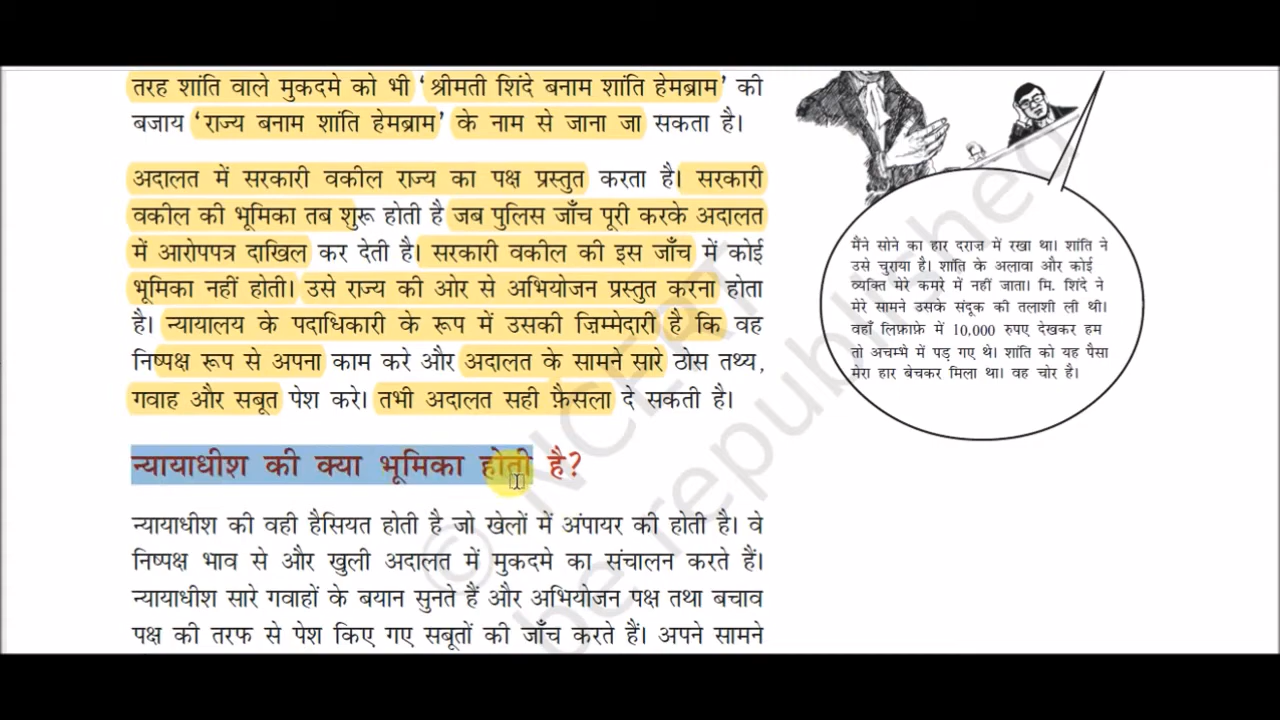 तरह शांति वाले मुकदमे को भी ‘श्रीमती शिंदे बनाम शांति हेमब्राम’ की
बजाय ‘राज्य बनाम शांति हेमब्राम’ के नाम से जाना जा सकता है।
अदालत में सरकारी वकील राज्य का पक्ष प्रस्तुत करता है। सरकारी
वकील की भूमिका तब शुरू होती है जब पुलिस जाँच पूरी करके अदालत
में आरोपपत्र दाखिल कर देती है। सरकारी वकील की इस जाँच में कोई
भूमिका नहीं होती। उसे राज्य की ओर से अभियोजन प्रस्तुत करना होता
है। न्यायालय के पदाधिकारी के रूप में उसकी ज़िम्मेदारी है कि वह
निष्पक्ष रूप से अपना काम करे और अदालत के सामने सारे ठोस तथ्य,
गवाह और सबूत पेश करे। तभी अदालत सही फ़ैसला दे सकती है।
न्यायाधीश की क्या भूमिका होती है?
न्यायाधीश की वही हैसियत होती है जो खेलों में अंपायर की होती है। वे
निष्पक्ष भाव से और खुली अदालत में मुकदमे का संचालन करते हैं।
न्यायाधीश सारे गवाहों के बयान सुनते हैं और अभियोजन पक्ष तथा बचाव
पक्ष की तरफ से पेश किए गए सबूतों की जाँच करते हैं। अपने सामने
मैंने सोने का हार दराज़ में रखा था। शांति ने
उसे चुराया है। शांति के अलावा और कोई
व्यक्ति मेरे कमरे में नहीं जाता। मि. शिंदे ने
मेरे सामने उसके संदूक की तलाशी ली थी।
वहाँ लिफ़ाफ़े में 10,000 रुपए देखकर हम
तो अचम्भे में पड़ गए थे। शांति को यह पैसा
मेरा हार बेचकर मिला था। वह चोर है।
© NCERT
be republished